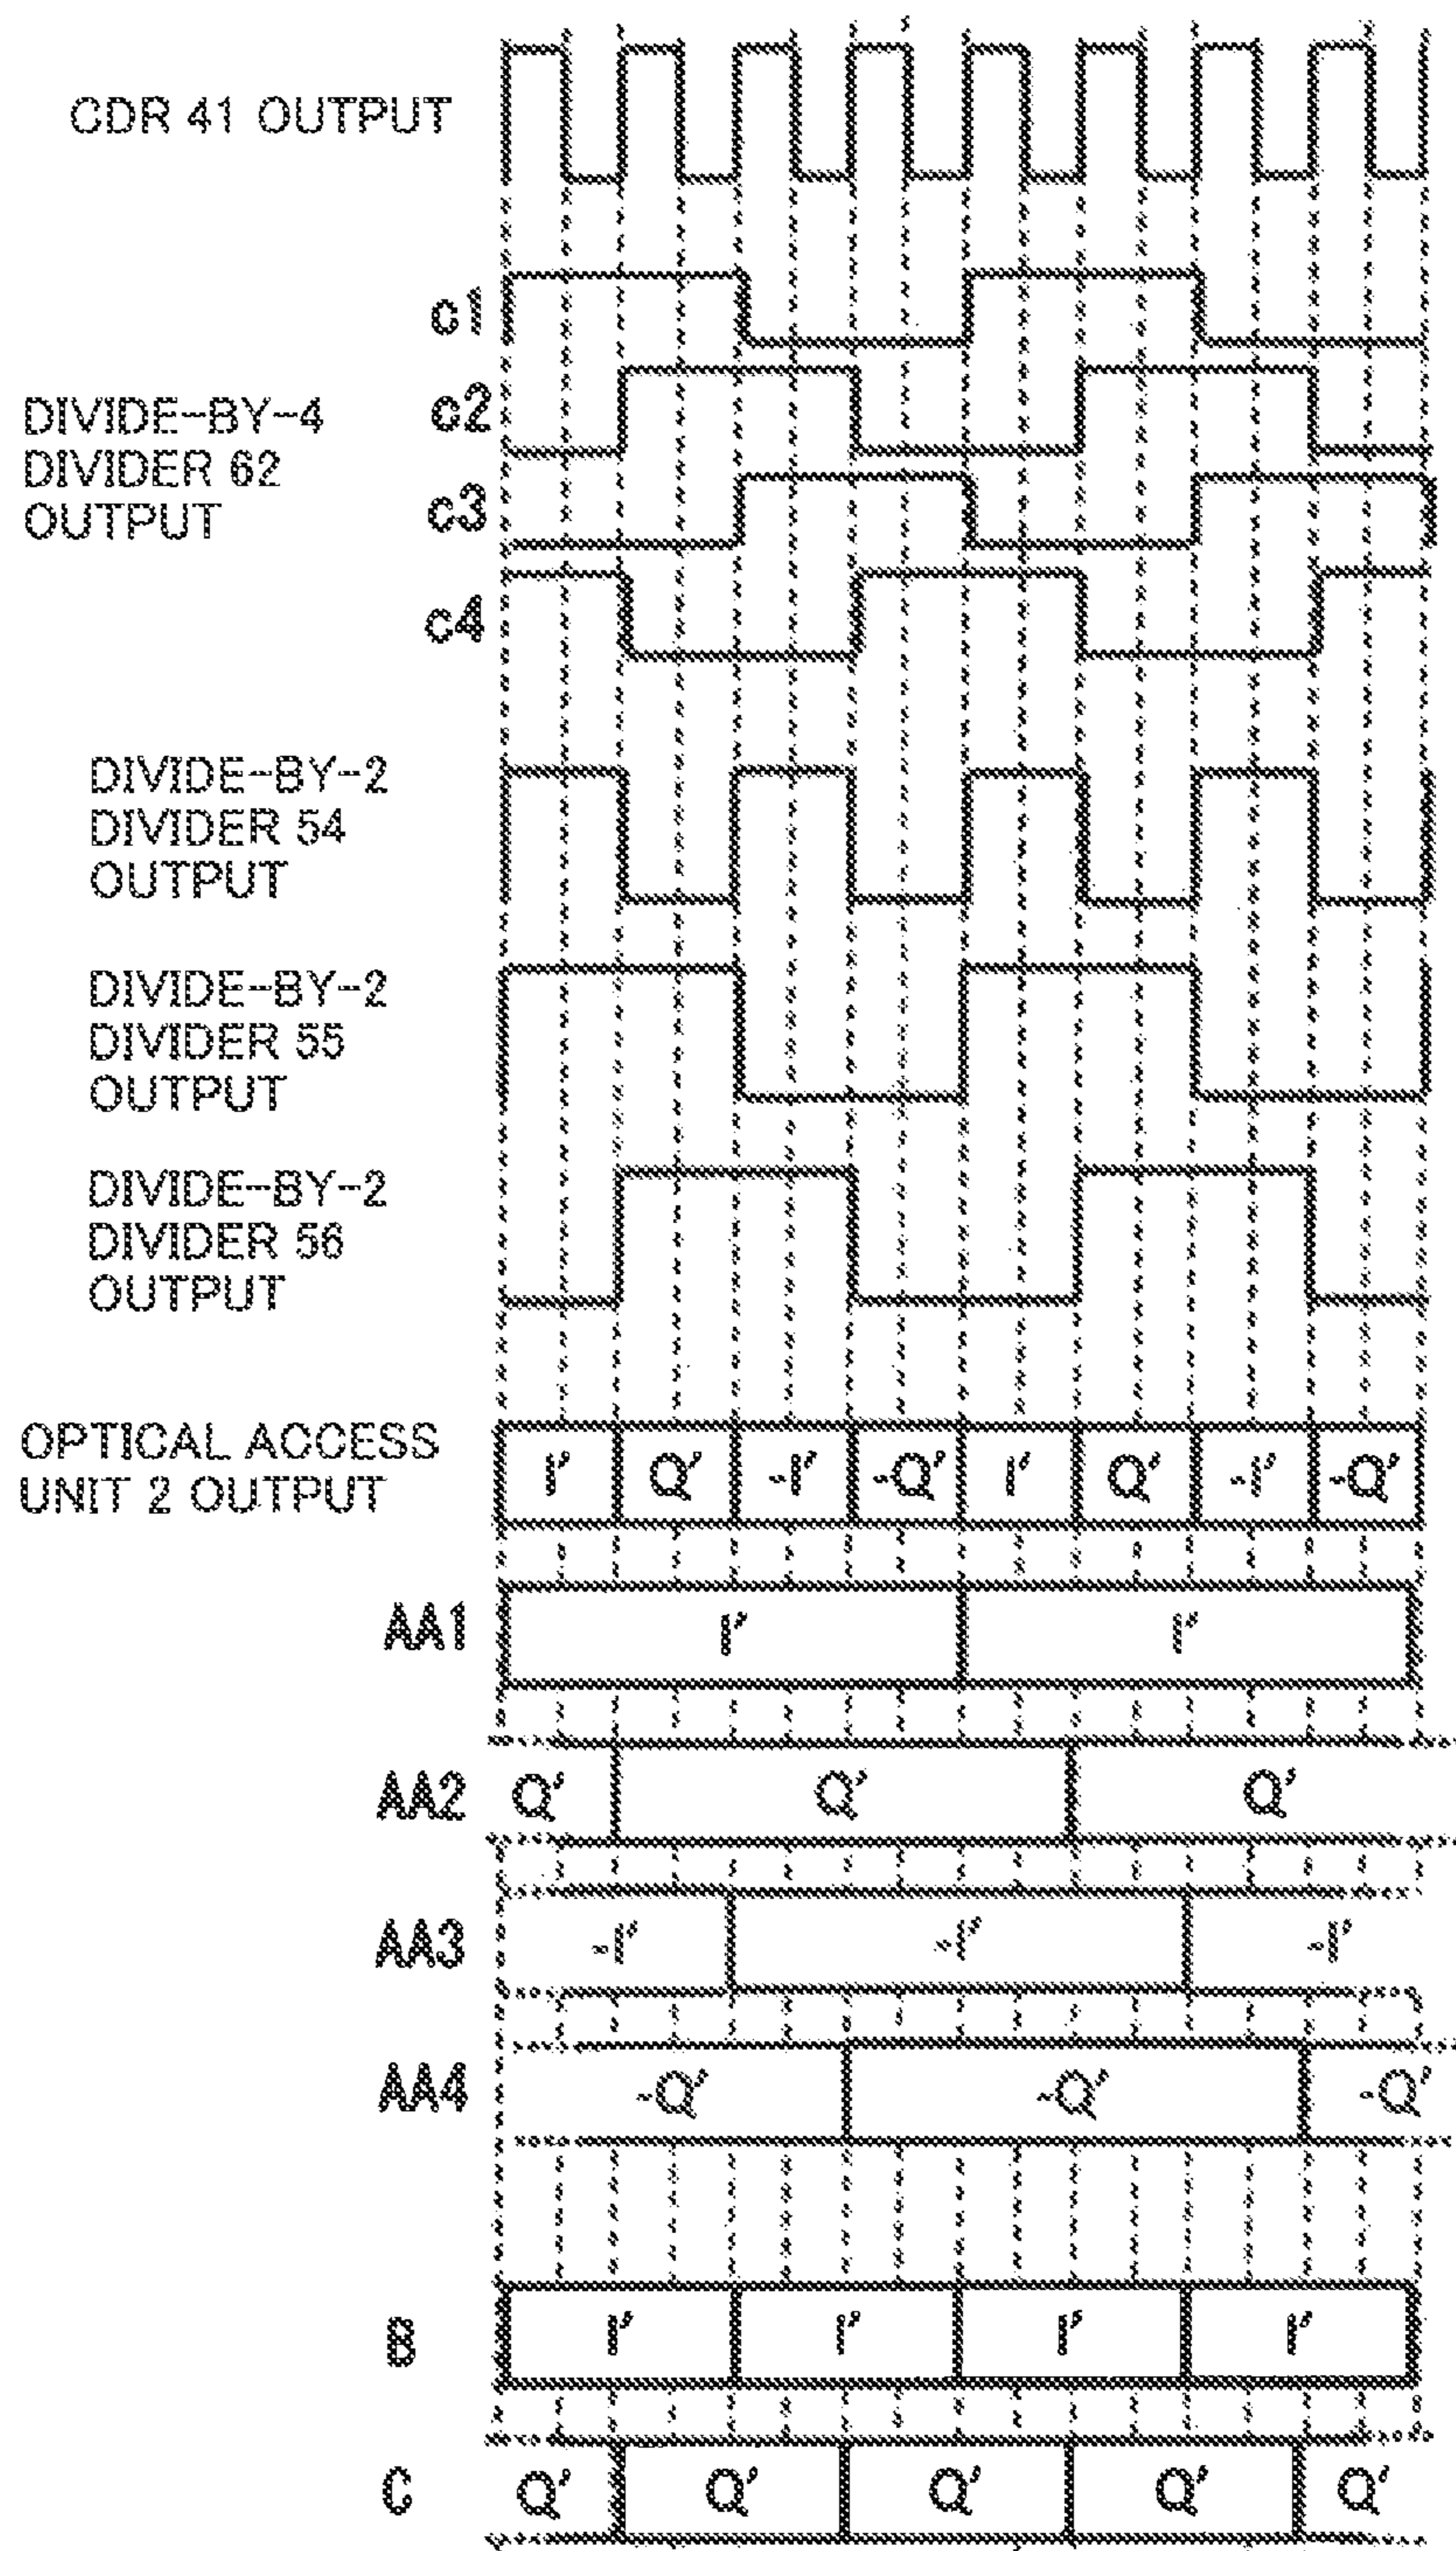 CDR 41 OUTPUT
c1
DIVIDE-BY-4
DIVIDER 62
OUTPUT
c2
c3
c4
DIVIDE-BY-2
DIVIDER 54
OUTPUT
DIVIDE-BY-2
DIVIDER 55
OUTPUT
DIVIDE-BY-2
DIVIDER 56
OUTPUT
OPTICAL ACCESS
UNIT 2 OUTPUT
I' Q' -I' -Q' I' Q' -I' -Q'
AA1 I' I'
AA2 Q' Q' Q'
AA3 -I' -I' -I'
AA4 -Q' -Q' -Q'
B I' I' I' I'
C Q' Q' Q' Q' Q'